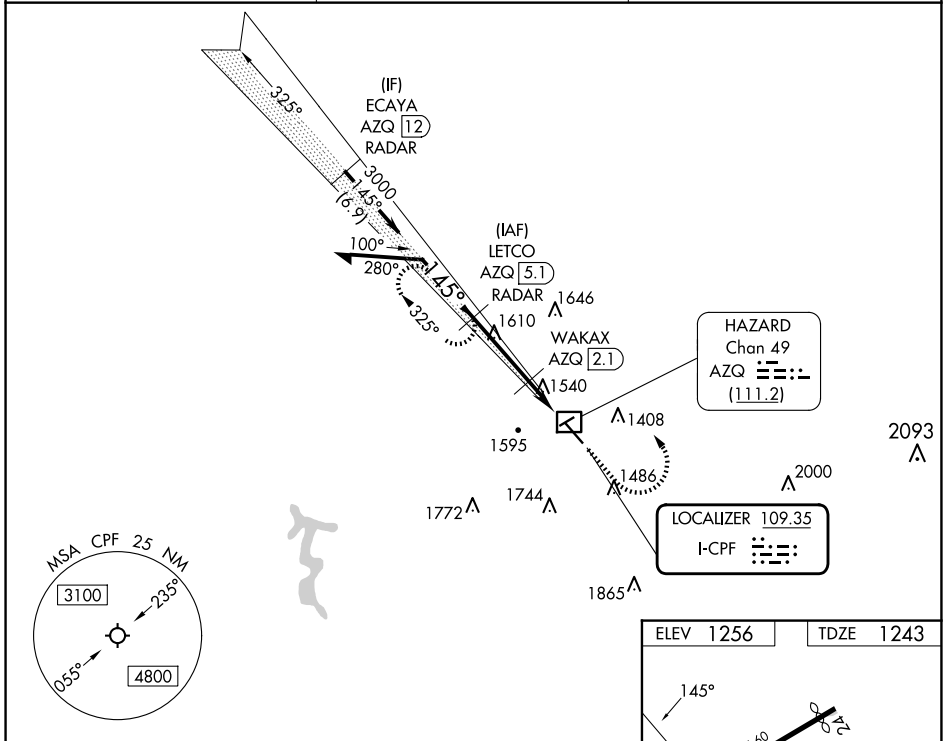 325°
(IF)
ECAYA
AZQ 12
RADAR
3000
145°
(6.9)
100°
280°
145°
325°
(IAF)
LETCO
AZQ 5.1
RADAR
1610
1646
WAKAX
AZQ 2.1
1540
HAZARD
Chan 49
AZQ
(111.2)
1408
1595
2093
1486
2000
1772
1744
LOCALIZER 109.35
I-CPF
1865
MSA CPF 25 NM
3100
235°
055°
4800
ELEV 1256
TDZE 1243
145°
24